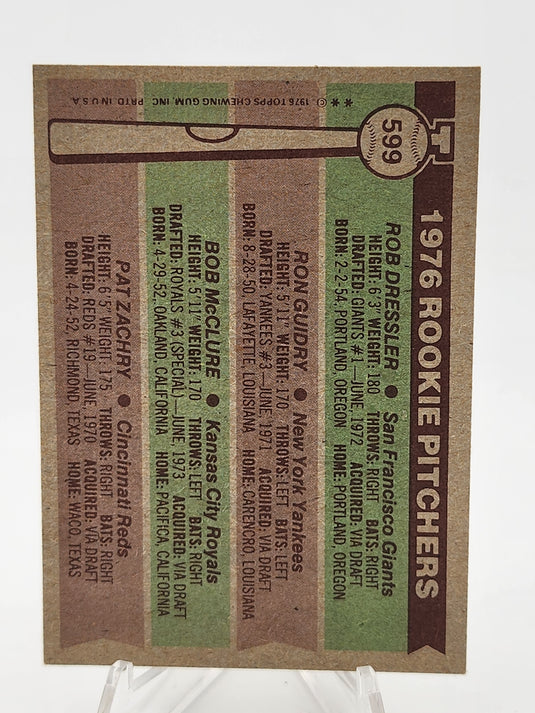 599
1976 ROOKIE PITCHERS
ROB DRESSLER ● San Francisco Giants
HEIGHT: 6'3" WEIGHT: 180 THROWS: RIGHT BATS: RIGHT
DRAFTED: GIANTS #1—JUNE, 1972 ACQUIRED: VIA DRAFT
BORN: 2-2-54, PORTLAND, OREGON HOME: PORTLAND, OREGON
RON GUIDRY ● New York Yankees
HEIGHT: 5'11" WEIGHT: 170 THROWS: LEFT BATS: LEFT
DRAFTED: YANKEES #3—JUNE, 1971 ACQUIRED: VIA DRAFT
BORN: 8-28-50, LAFAYETTE, LOUISIANA HOME: CARENCRO, LOUISIANA
BOB McCLURE ● Kansas City Royals
HEIGHT: 5'11" WEIGHT: 170 THROWS: LEFT BATS: RIGHT
DRAFTED: ROYALS #3 (SPECIAL)—JUNE, 1973 ACQUIRED: VIA DRAFT
BORN: 4-29-52, OAKLAND, CALIFORNIA HOME: PACIFICA, CALIFORNIA
PAT ZACHRY ● Cincinnati Reds
HEIGHT: 6'5" WEIGHT: 175 THROWS: RIGHT BATS: RIGHT
DRAFTED: REDS #19—JUNE, 1970 ACQUIRED: VIA DRAFT
BORN: 4-24-52, RICHMOND, TEXAS HOME: WACO, TEXAS
** © 1976 TOPPS CHEWING GUM, INC. PRTD. IN U.S.A.